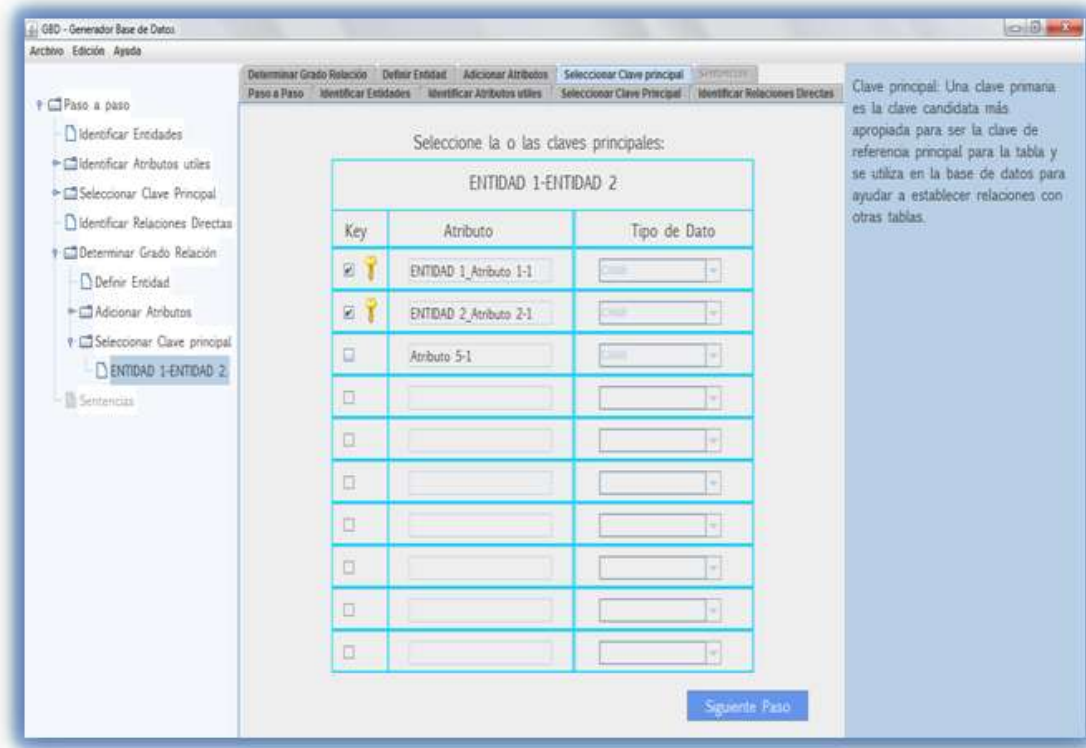 GBD - Generador Base de Datos
Archivo Edición Ayuda
Determinar Grado Relación Definir Entidad Adicionar Atributos Seleccionar Clave principal Sentencias
Paso a Paso Identificar Entidades Identificar Atributos utiles Seleccionar Clave Principal Identificar Relaciones Directas
Paso a paso
Identificar Entidades
Identificar Atributos utiles
Seleccionar Clave Principal
Identificar Relaciones Directas
Determinar Grado Relación
Definir Entidad
Adicionar Atributos
Seleccionar Clave principal
ENTIDAD 1-ENTIDAD 2
Sentencias
Seleccione la o las claves principales:
ENTIDAD 1-ENTIDAD 2
Key Atributo Tipo de Dato
ENTIDAD 1_Atributo 1-1
ENTIDAD 2_Atributo 2-1
Atributo 5-1
Siguiente Paso
Clave principal: Una clave primaria
es la clave candidata más
apropiada para ser la clave de
referencia principal para la tabla y
se utiliza en la base de datos para
ayudar a establecer relaciones con
otras tablas.